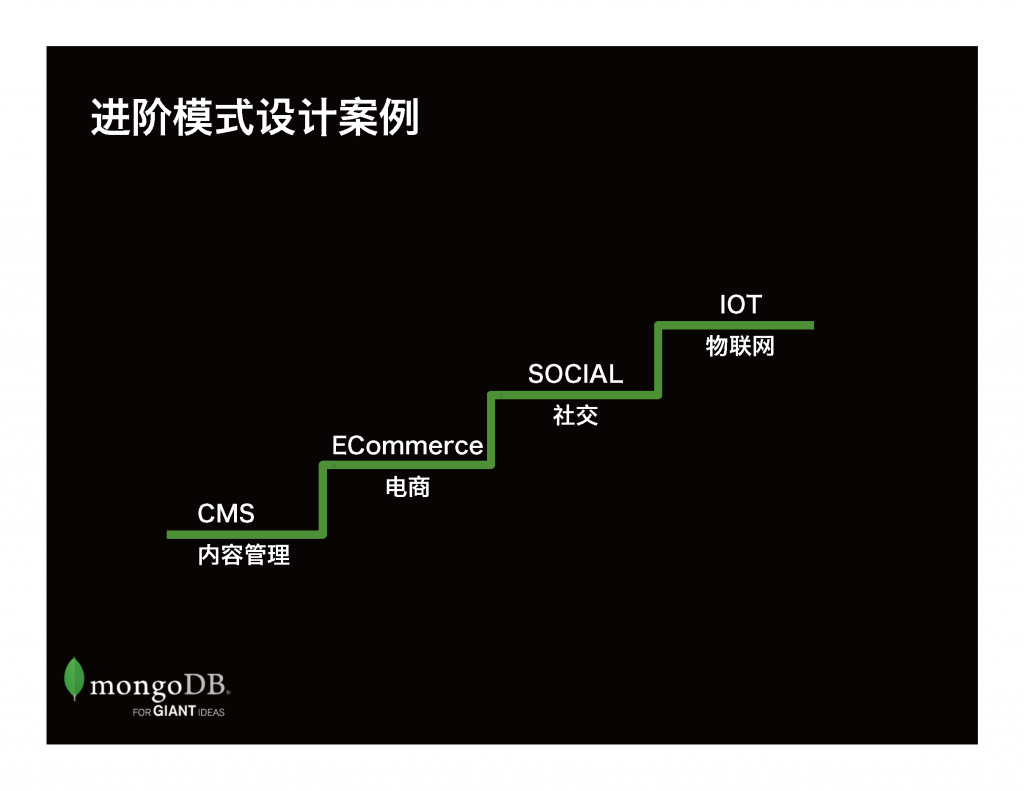 进阶模式设计案例
IOT
物联网
SOCIAL
社交
ECommerce
电商
CMS
内容管理
mongoDB®
FOR GIANT IDEAS